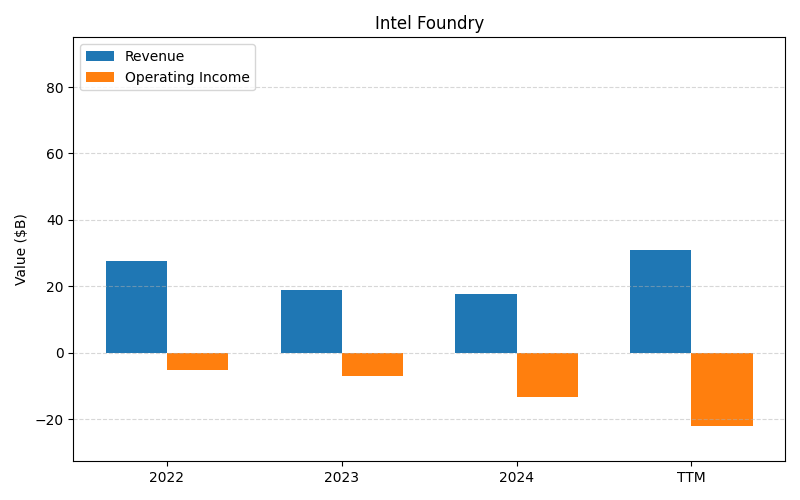 Intel Foundry
Revenue
Operating Income
Value ($B)
80
60
40
20
0
−20
2022
2023
2024
TTM